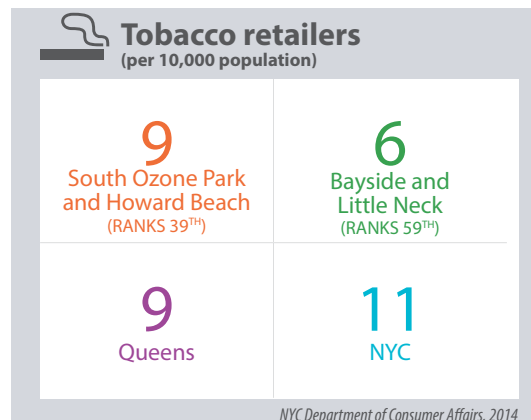 Tobacco retailers
(per 10,000 population)
9
South Ozone Park
and Howard Beach
(RANKS 39TH)
6
Bayside and
Little Neck
(RANKS 59TH)
9
Queens
11
NYC
NYC Department of Consumer Affairs, 2014